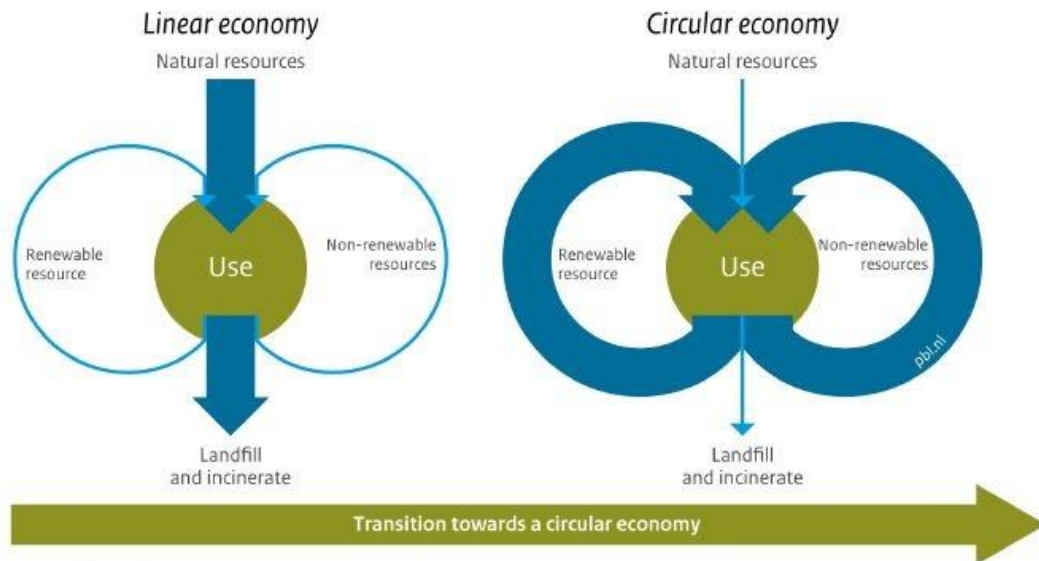 Linear economy
Natural resources
Renewable
resource
Use
Non-renewable
resources
Landfill
and incinerate
Circular economy
Natural resources
Renewable
resource
Use
Non-renewable
resources
pbl.nl
Landfill
and incinerate
Transition towards a circular economy